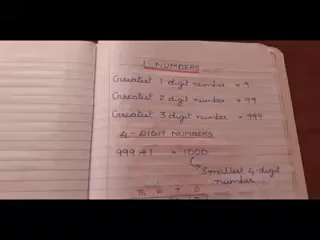 1. NUMBERS
Greatest 1 digit number = 9
Greatest 2 digit number = 99
Greatest 3 digit number = 999
4 - DIGIT NUMBERS
999 + 1 = 1000
Smallest 4-digit
number
Th H T O